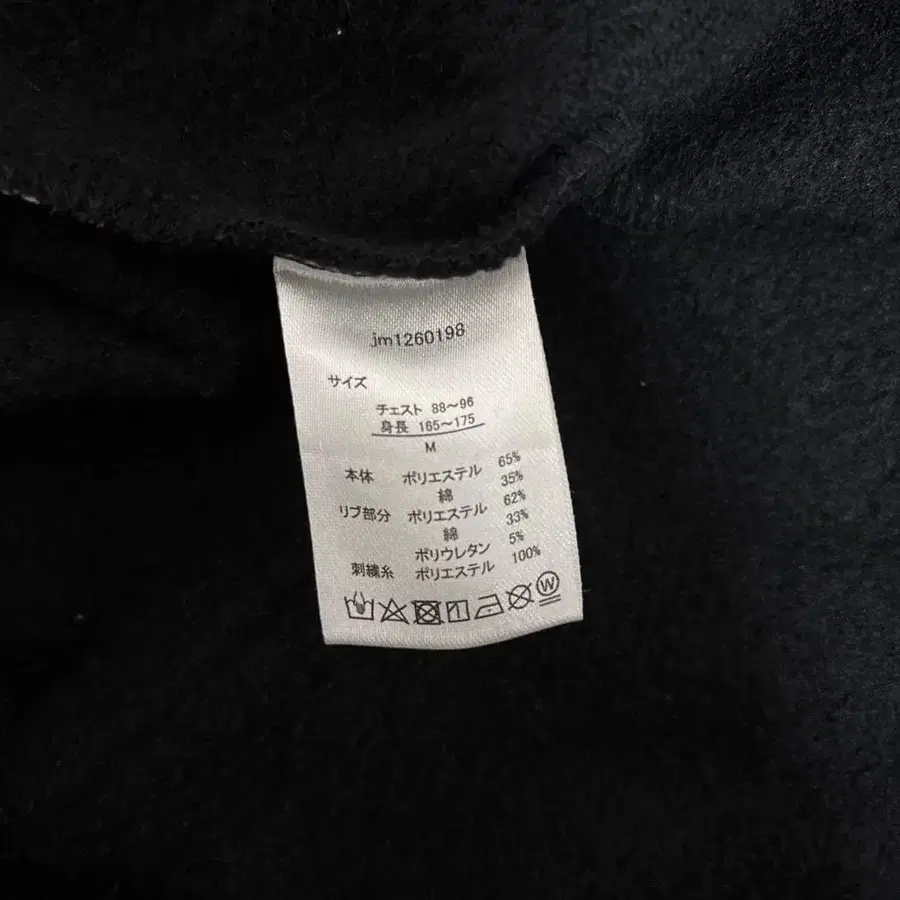 jm1260198
サイズ
チェスト 88～96
身長 165～175
M
本体 ポリエステル 65%
綿 35%
リブ部分 ポリエステル 62%
綿 33%
ポリウレタン 5%
刺繍糸 ポリエステル 100%
W